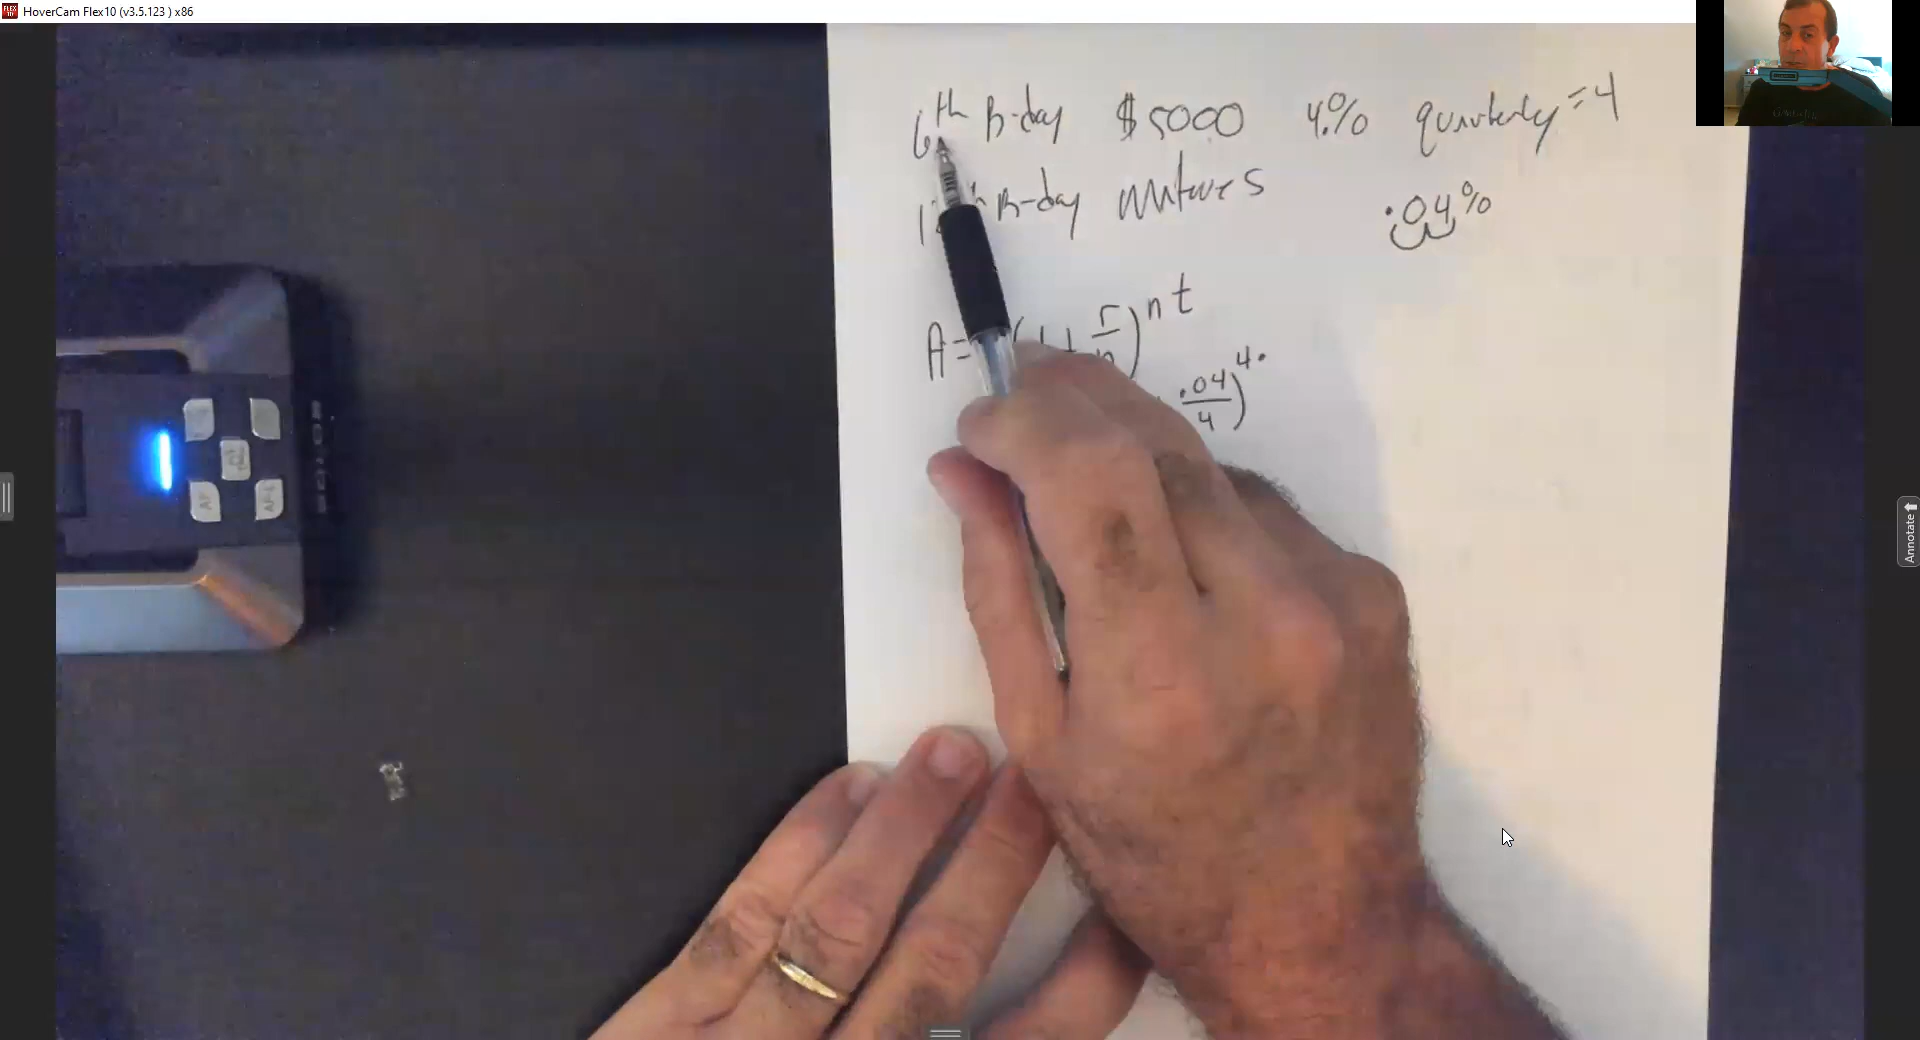 HoverCam Flex10 (v3.5.123 ) x86
6th B-day $5000 4% quarterly = 4
B-day matures
.04%
A = ( 1 + r/n )^nt
.04/4 )^4·
Annotate